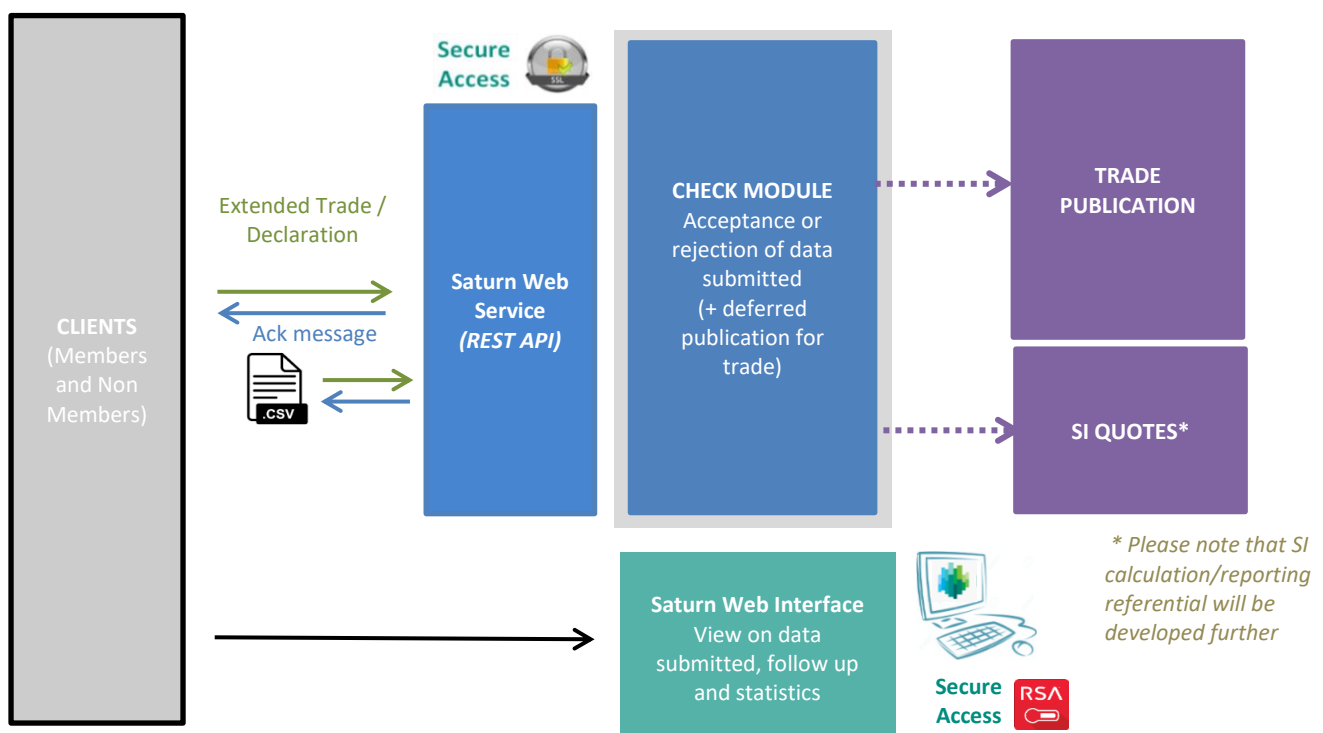 CLIENTS
(Members
and Non
Members)
Extended Trade /
Declaration
Ack message
.CSV
Secure
Access
SSL
Saturn Web
Service
(REST API)
CHECK MODULE
Acceptance or
rejection of data
submitted
(+ deferred
publication for
trade)
TRADE
PUBLICATION
SI QUOTES*
* Please note that SI
calculation/reporting
referential will be
developed further
Saturn Web Interface
View on data
submitted, follow up
and statistics
Secure
Access
RSA